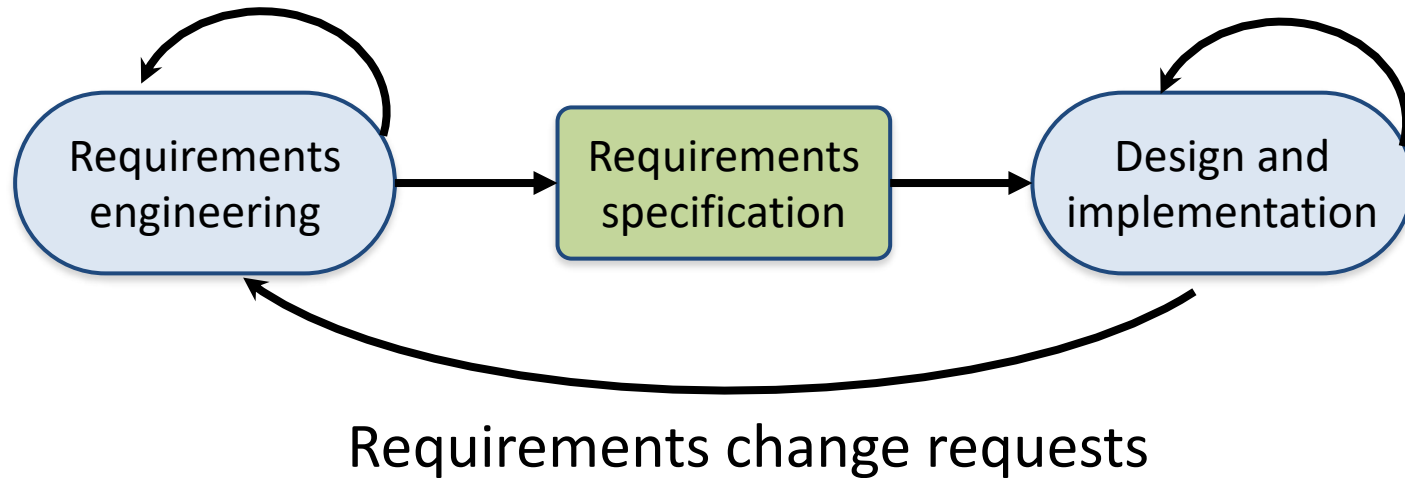 Requirements
engineering
Requirements
specification
Design and
implementation
Requirements change requests